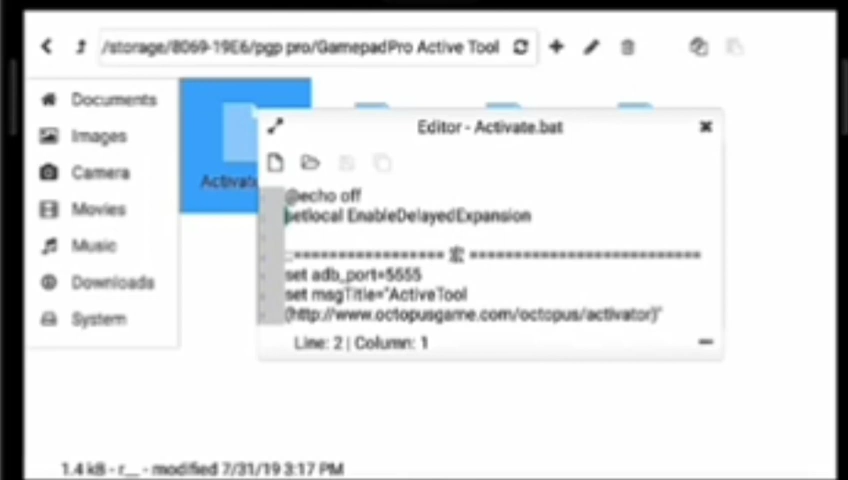 /storage/8069-19E6/pgp pro/GamepadPro Active Tool
Documents
Images
Camera
Movies
Music
Downloads
System
Activat
Editor - Activate.bat
@echo off
setlocal EnableDelayedExpansion
::================= 宏 ==========================
set adb_port=5555
set msgTitle="ActiveTool
(http://www.octopusgame.com/octopus/activator)"
Line: 2 | Column: 1
1.4 kB - r__ - modified 7/31/19 3:17 PM